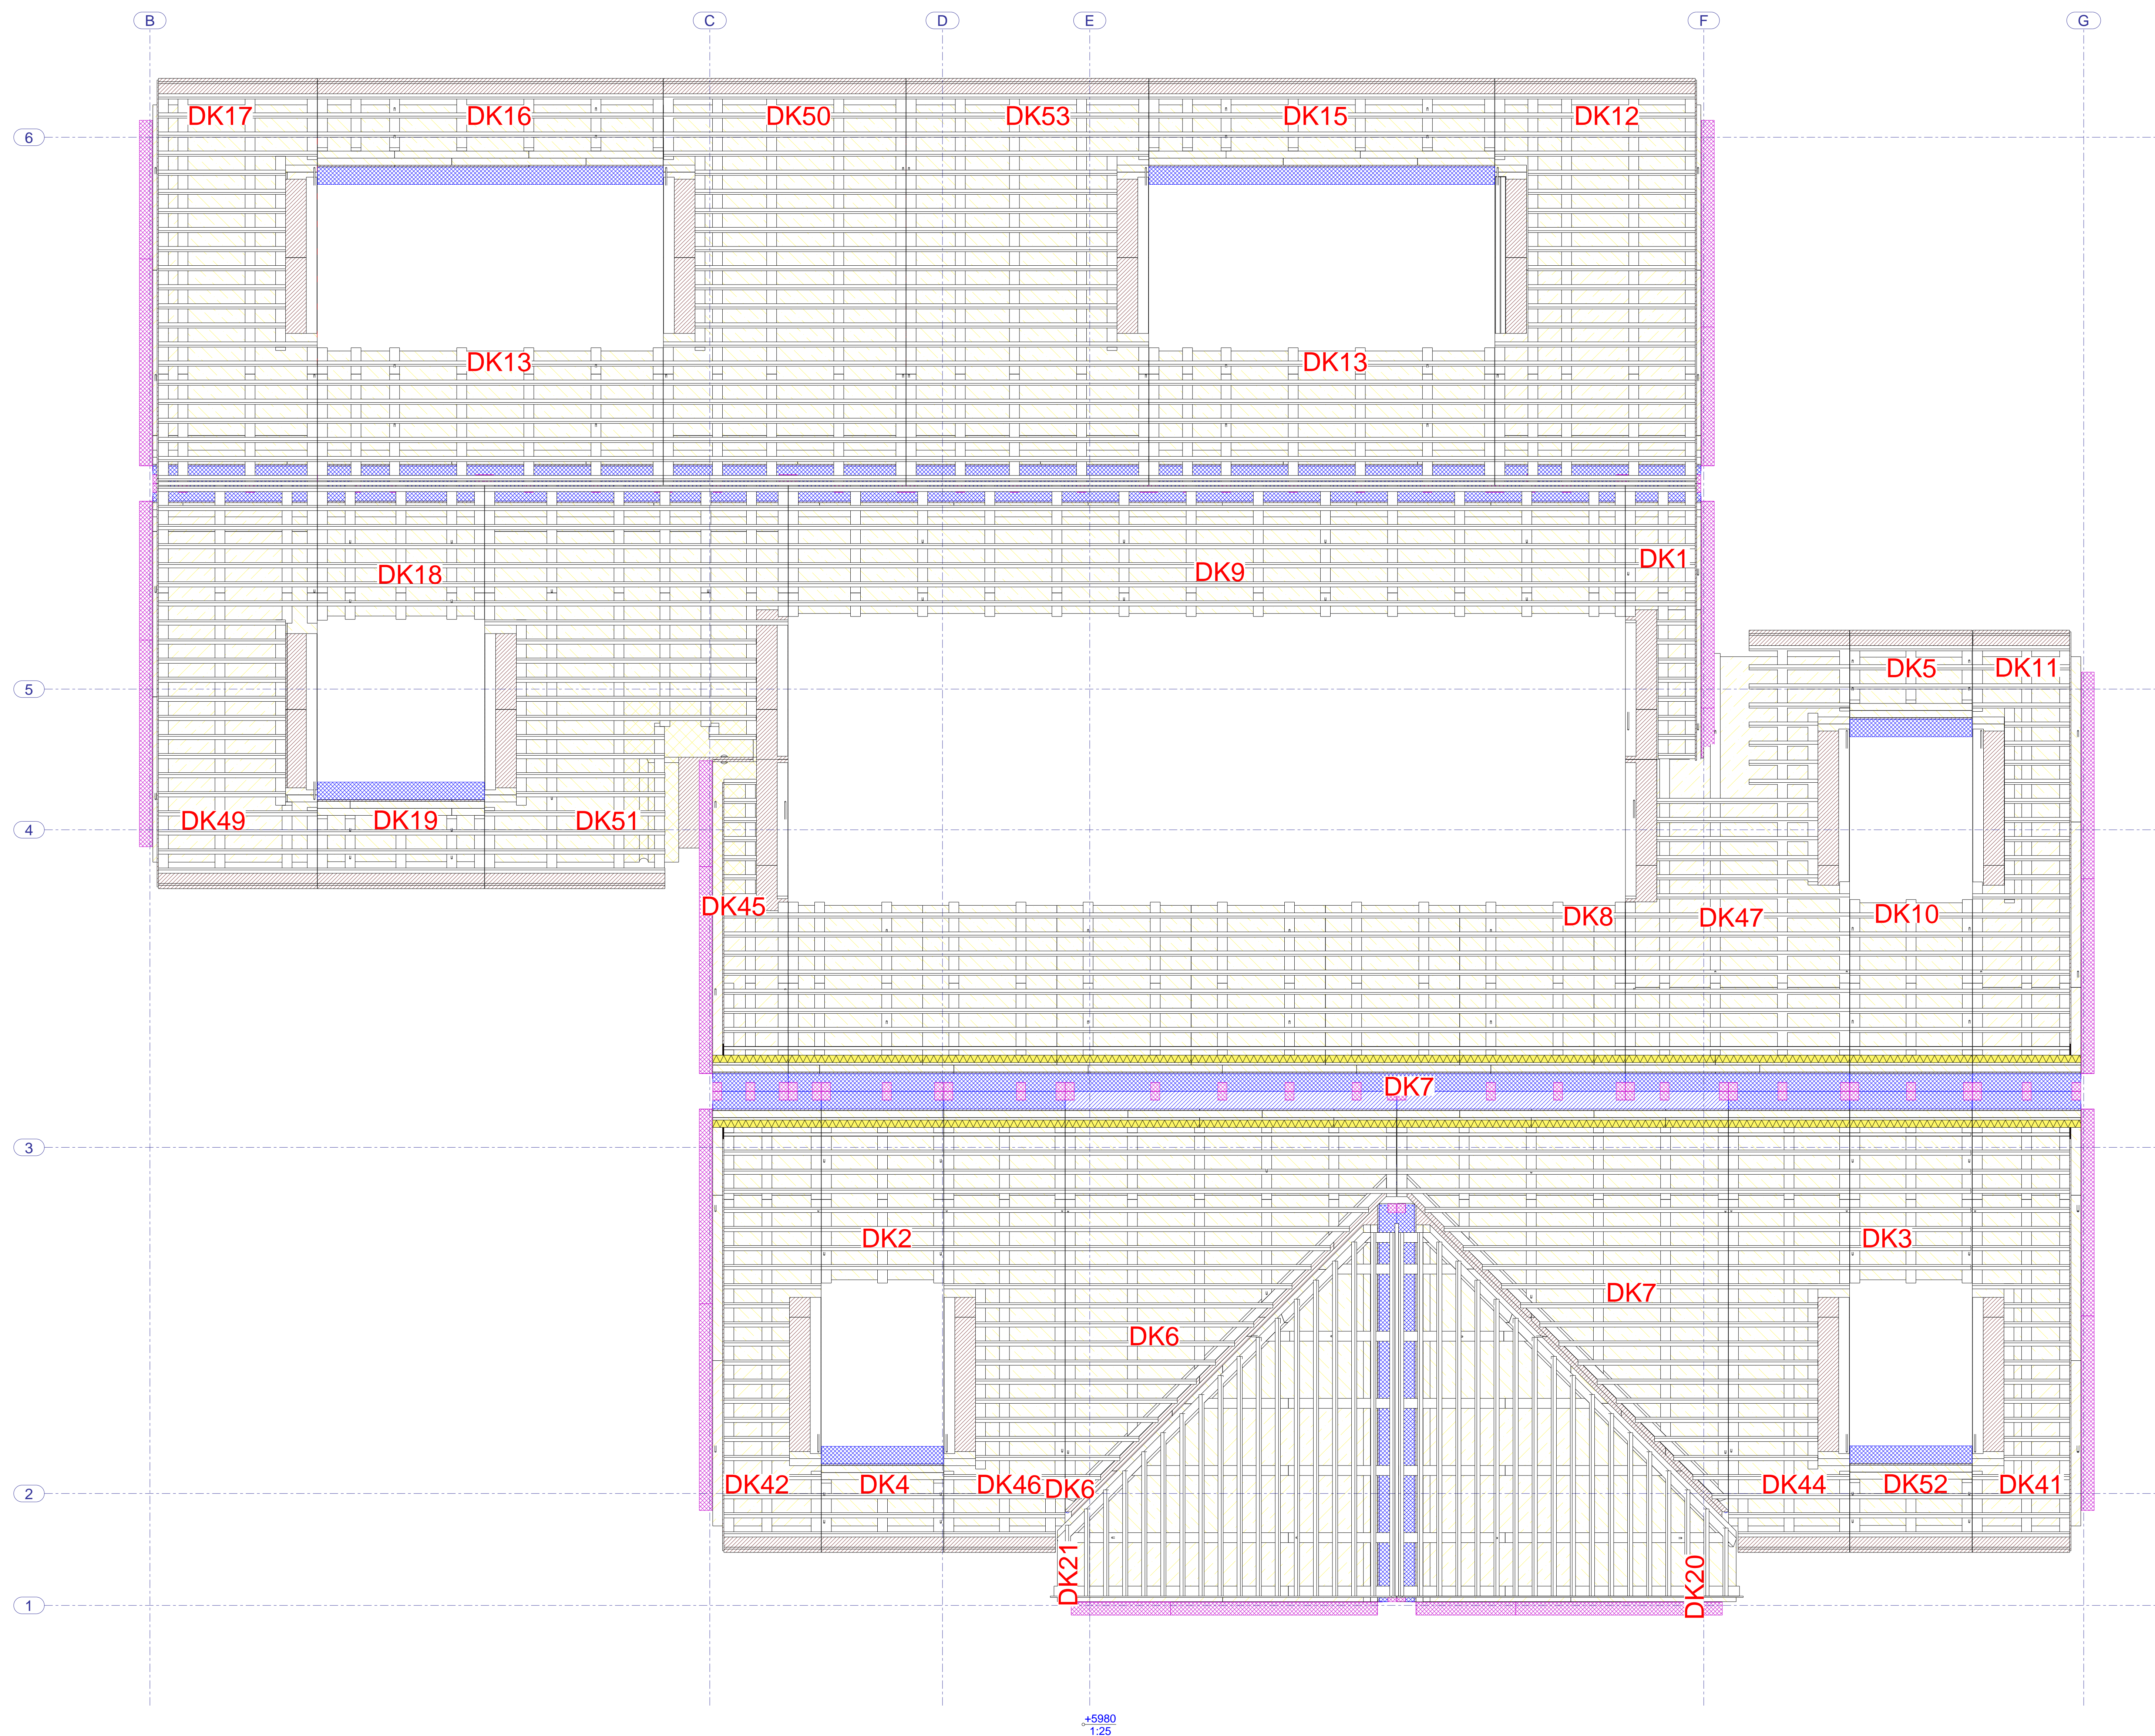 B C D E F G
6
DK17 DK16 DK50 DK53 DK15 DK12
DK13 DK13
DK18 DK9 DK1
DK5 DK11
5
DK49 DK19 DK51
4
DK45 DK8 DK47 DK10
DK7
3
DK2 DK3
DK7
DK6
DK42 DK4 DK46 DK6 DK44 DK52 DK41
2
DK21 DK20
1
+5980
1:25